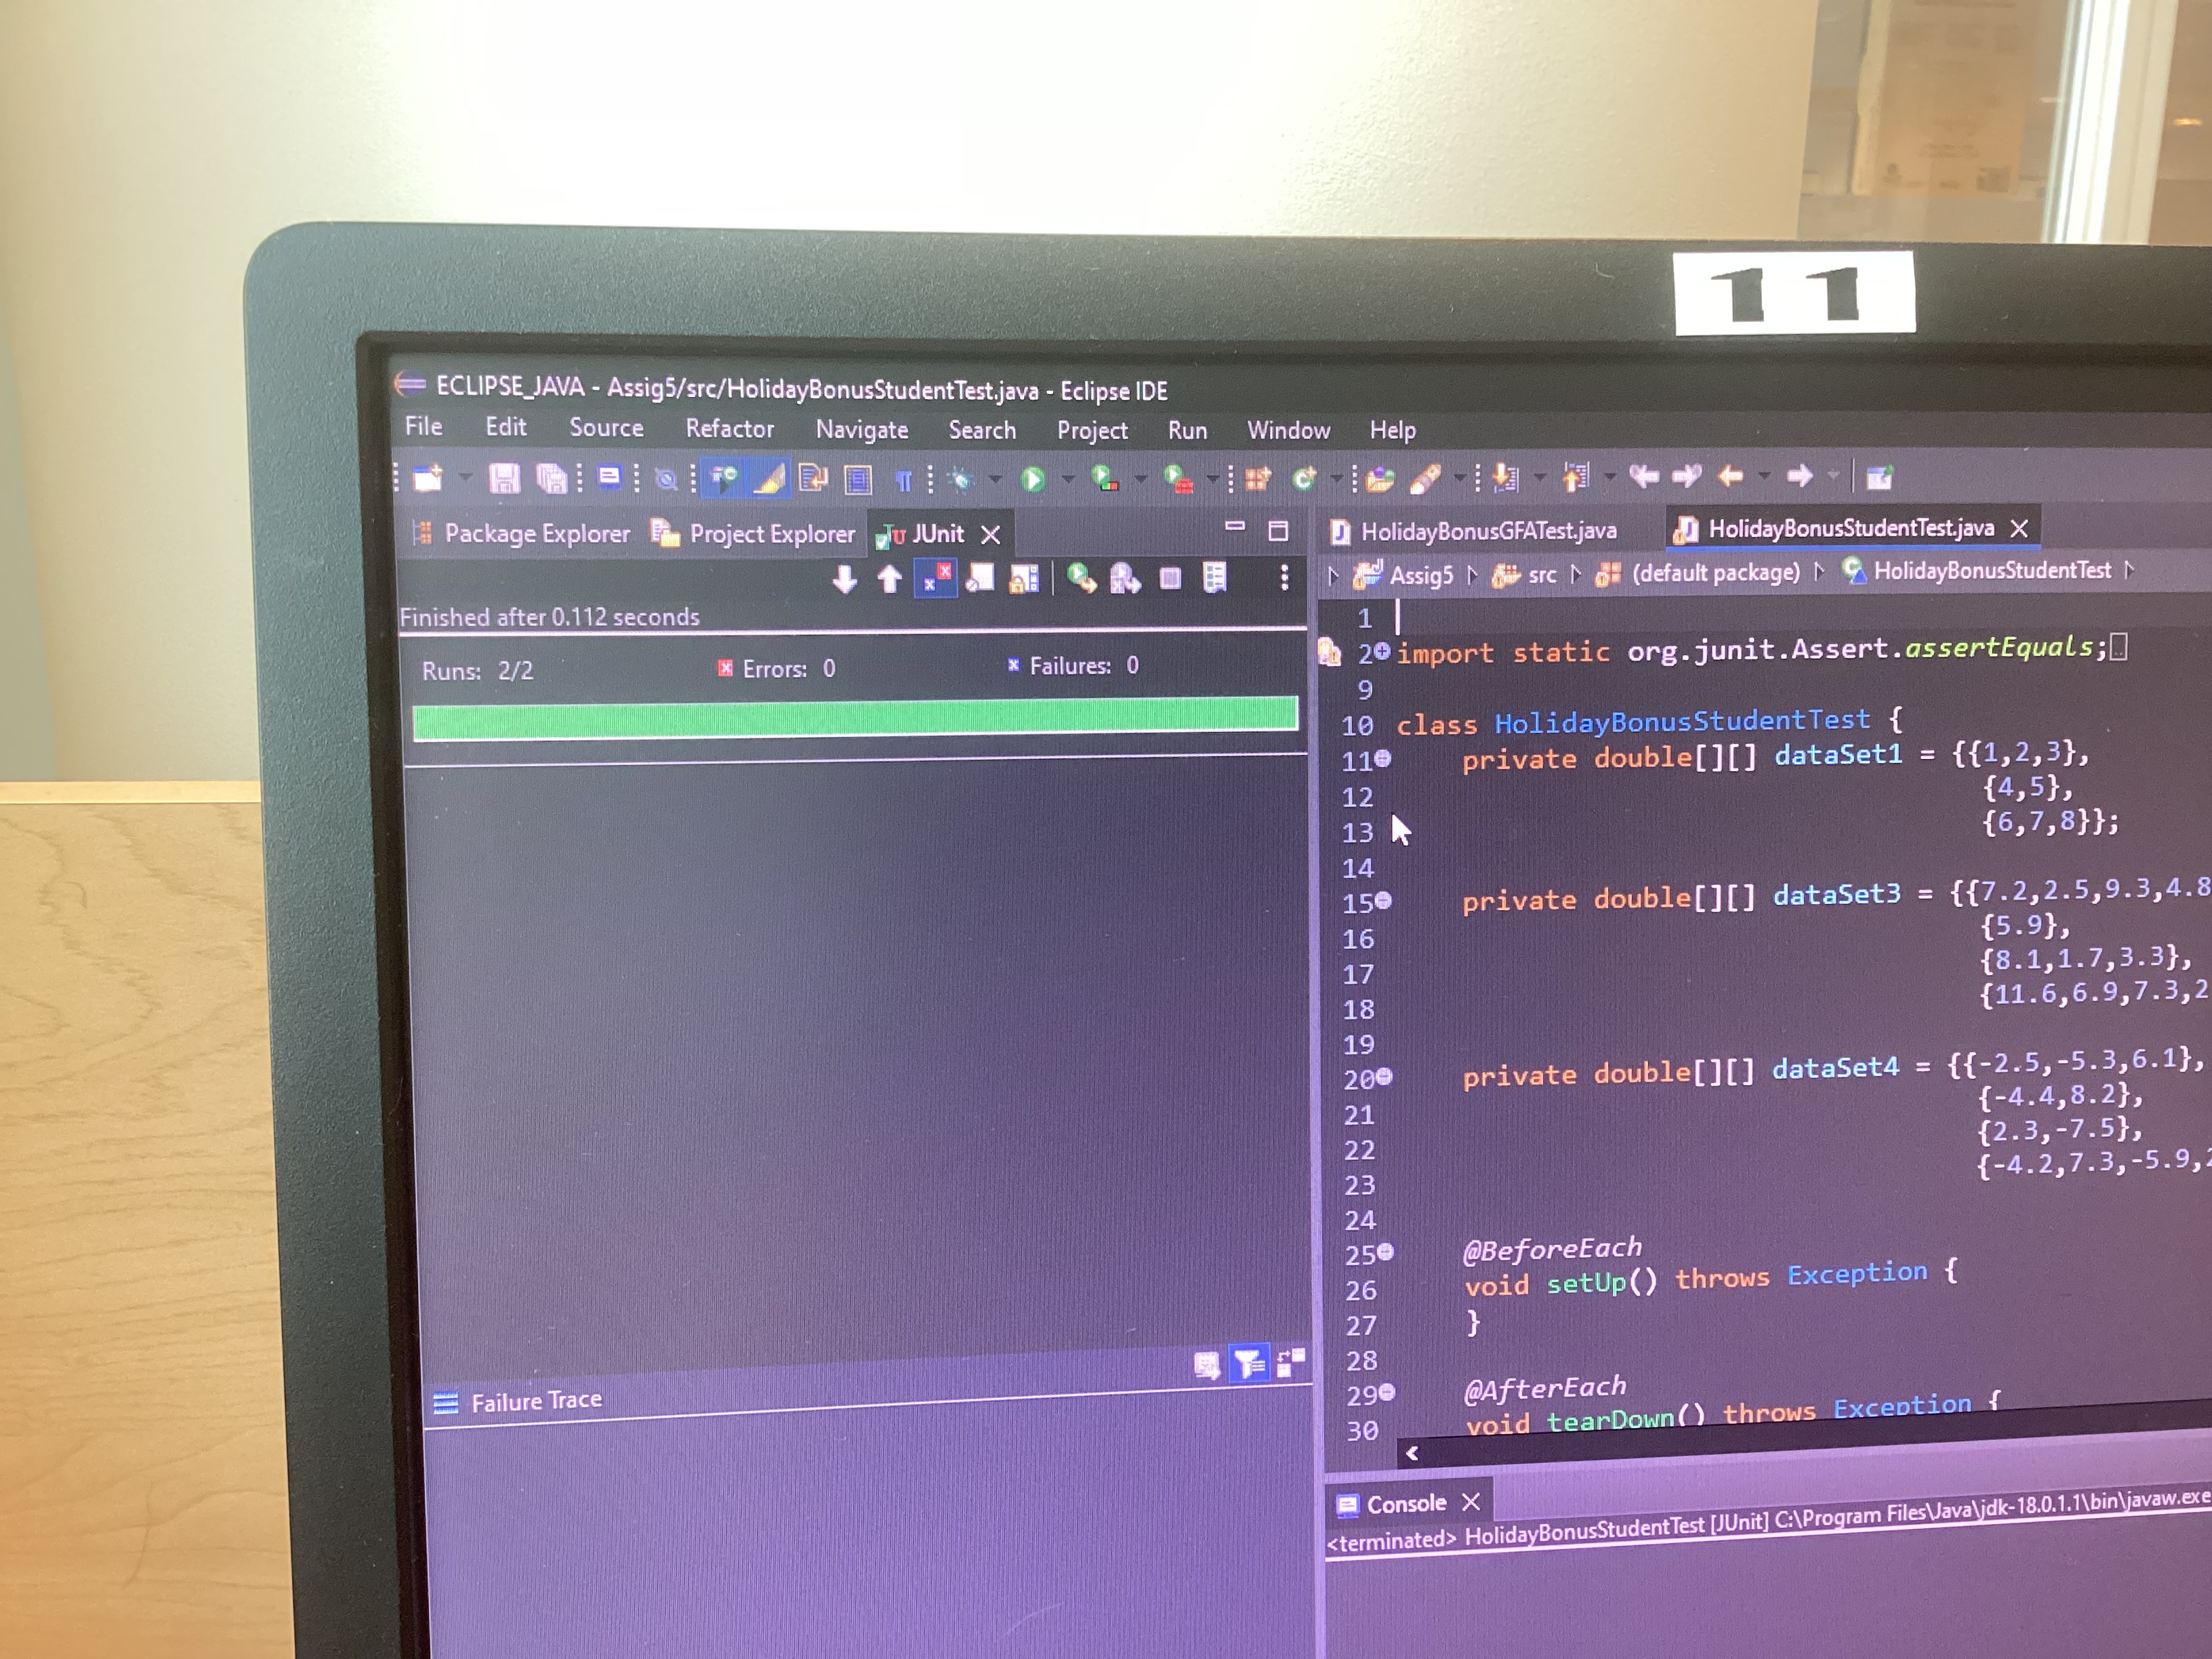 11
ECLIPSE_JAVA - Assig5/src/HolidayBonusStudentTest.java - Eclipse IDE
File Edit Source Refactor Navigate Search Project Run Window Help
Package Explorer Project Explorer JUnit
Finished after 0.112 seconds
Runs: 2/2 Errors: 0 Failures: 0
Failure Trace
HolidayBonusGFATest.java HolidayBonusStudentTest.java
Assig5 src (default package) HolidayBonusStudentTest
1
2 import static org.junit.Assert.assertEquals;
9
10 class HolidayBonusStudentTest {
11 private double[][] dataSet1 = {{1,2,3},
12 {4,5},
13 {6,7,8}};
14
15 private double[][] dataSet3 = {{7.2,2.5,9.3,4.8
16 {5.9},
17 {8.1,1.7,3.3},
18 {11.6,6.9,7.3,2
19
20 private double[][] dataSet4 = {{-2.5,-5.3,6.1},
21 {-4.4,8.2},
22 {2.3,-7.5},
23 {-4.2,7.3,-5.9,2
24
25 @BeforeEach
26 void setUp() throws Exception {
27 }
28
29 @AfterEach
30 void tearDown() throws Exception {
Console
<terminated> HolidayBonusStudentTest [JUnit] C:\Program Files\Java\jdk-18.0.1.1\bin\javaw.exe